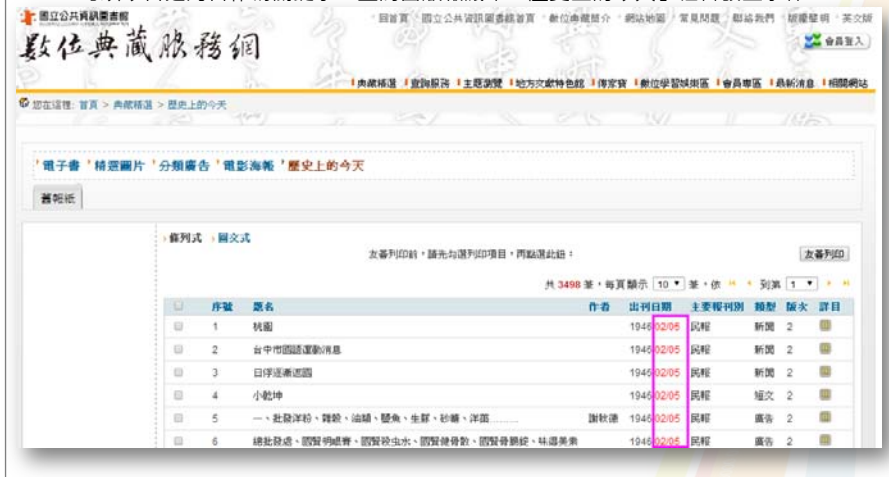 國立公共資訊圖書館
數位典藏服務網
回首頁 國立公共資訊圖書館首頁 數位典藏簡介 網站地圖 常見問題 聯絡我們 版權聲明 英文版
會員登入
典藏精選 查詢服務 主題瀏覽 地方文獻特色館 傳家寶 數位學習娛樂區 會員專區 最新消息 相關網站
您在這裡: 首頁 > 典藏精選 > 歷史上的今天
電子書 精選圖片 分類廣告 電影海報 歷史上的今天
舊報紙
條列式 圖文式
友善列印前,請先勾選列印項目,再點選此鈕: 友善列印
共 3498 筆,每頁顯示 10 筆,依 到第 1
序號 題名 作者 出刊日期 主要報刊別 類型 版次 詳目
1 桃園 1946/02/05 民報 新聞 2
2 台中市國語運動消息 1946/02/05 民報 新聞 2
3 日俘逐漸返國 1946/02/05 民報 新聞 2
4 小乾坤 1946/02/05 民報 短文 2
5 一、批發洋粉、雜穀、油類、鹽魚、生豚、砂糖、洋菰......... 謝秋德 1946/02/05 民報 廣告 2
6 總批發處、國賢明眼膏、國賢殺虫水、國賢健骨散、國賢骨鵬錠、味得美素 1946/02/05 民報 廣告 2